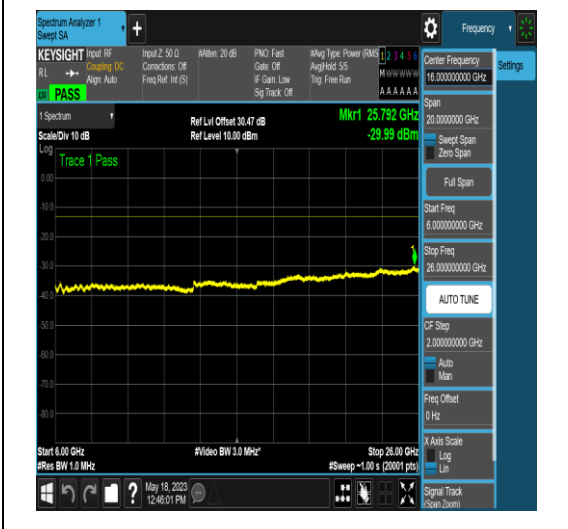 Spectrum Analyzer 1
Swept SA
+
Frequency
KEYSIGHT
RL
PASS
Input: RF
Coupling: DC
Align: Auto
Input Z: 50 Ω
Corrections: Off
Freq Ref: Int (S)
#Atten: 20 dB
PNO: Fast
Gate: Off
IF Gain: Low
Sig Track: Off
#Avg Type: Power (RMS
Avg|Hold: 5/5
Trig: Free Run
1 2 3 4 5 6
M w w w w w
A A A A A A
1 Spectrum
Scale/Div 10 dB
Ref Lvl Offset 30.47 dB
Ref Level 10.00 dBm
Mkr1 25.792 GHz
-29.99 dBm
Log
Trace 1 Pass
0.00
-10.0
-20.0
-30.0
-40.0
-50.0
-60.0
-70.0
-80.0
1
Start 6.00 GHz
#Res BW 1.0 MHz
#Video BW 3.0 MHz*
Stop 26.00 GHz
#Sweep ~1.00 s (20001 pts)
?
May 18, 2023
12:46:01 PM
Center Frequency
16.000000000 GHz
Settings
Span
20.0000000 GHz
Swept Span
Zero Span
Full Span
Start Freq
6.000000000 GHz
Stop Freq
26.000000000 GHz
AUTO TUNE
CF Step
2.000000000 GHz
Auto
Man
Freq Offset
0 Hz
X Axis Scale
Log
Lin
Signal Track
(Span Zoom)